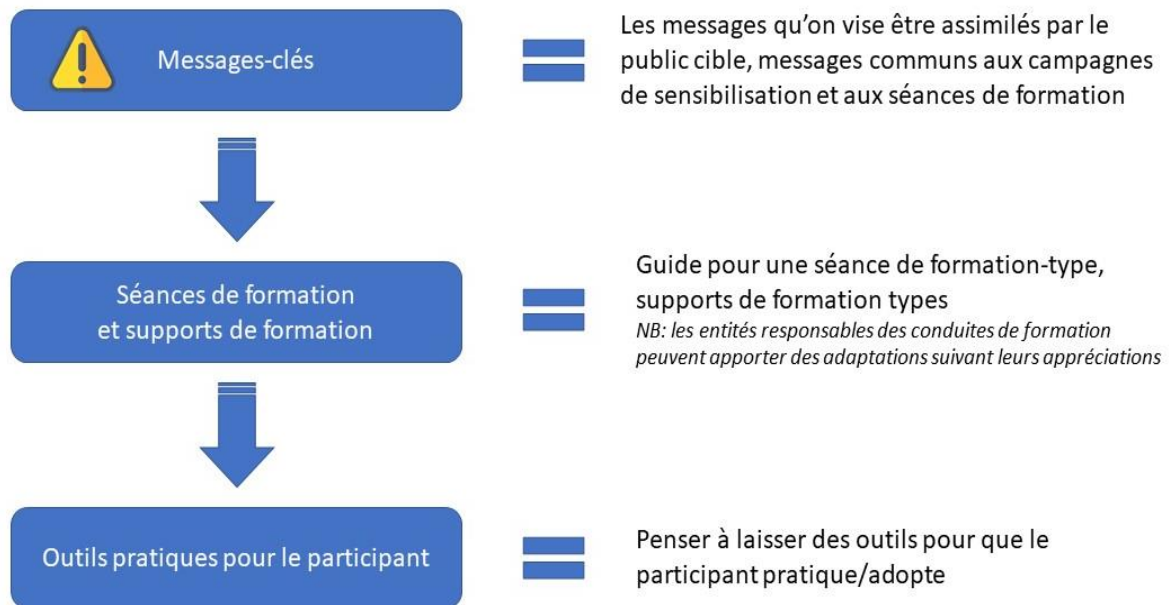 Messages-clés
Les messages qu'on vise être assimilés par le
public cible, messages communs aux campagnes
de sensibilisation et aux séances de formation
Séances de formation
et supports de formation
Guide pour une séance de formation-type,
supports de formation types
NB: les entités responsables des conduites de formation
peuvent apporter des adaptations suivant leurs appréciations
Outils pratiques pour le participant
Penser à laisser des outils pour que le
participant pratique/adopte